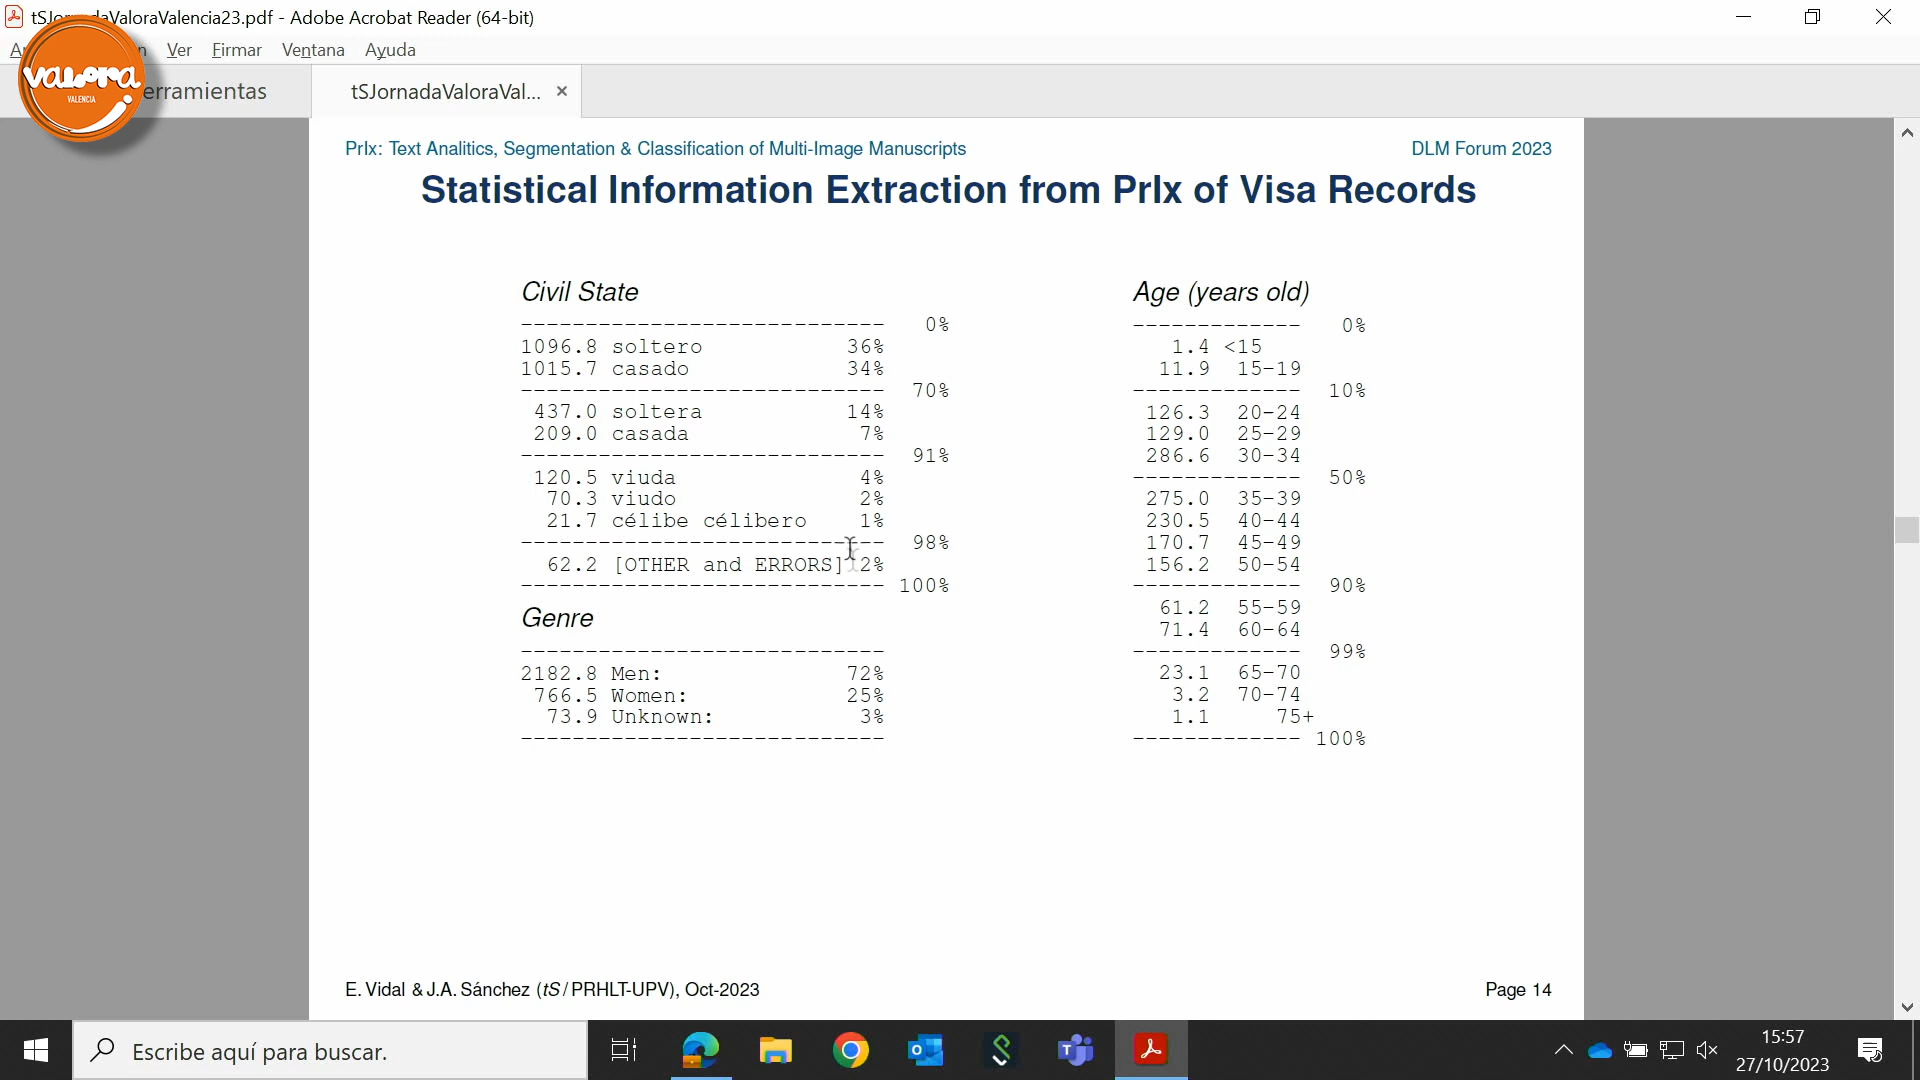 tSJornadaValoraValencia23.pdf - Adobe Acrobat Reader (64-bit)
Ver Firmar Ventana Ayuda
valora
VALENCIA
erramientas
tSJornadaValoraVal... ×
PrIx: Text Analitics, Segmentation & Classification of Multi-Image Manuscripts
DLM Forum 2023
Statistical Information Extraction from PrIx of Visa Records
Civil State
---------------------------- 0%
1096.8 soltero 36%
1015.7 casado 34%
---------------------------- 70%
437.0 soltera 14%
209.0 casada 7%
---------------------------- 91%
120.5 viuda 4%
70.3 viudo 2%
21.7 célibe célibero 1%
---------------------------- 98%
62.2 [OTHER and ERRORS] 2%
---------------------------- 100%
Genre
----------------------------
2182.8 Men: 72%
766.5 Women: 25%
73.9 Unknown: 3%
----------------------------
Age (years old)
------------- 0%
1.4 <15
11.9 15-19
------------- 10%
126.3 20-24
129.0 25-29
286.6 30-34
------------- 50%
275.0 35-39
230.5 40-44
170.7 45-49
156.2 50-54
------------- 90%
61.2 55-59
71.4 60-64
------------- 99%
23.1 65-70
3.2 70-74
1.1 75+
------------- 100%
E. Vidal & J.A. Sánchez (tS/PRHLT-UPV), Oct-2023
Page 14
Escribe aquí para buscar.
15:57
27/10/2023